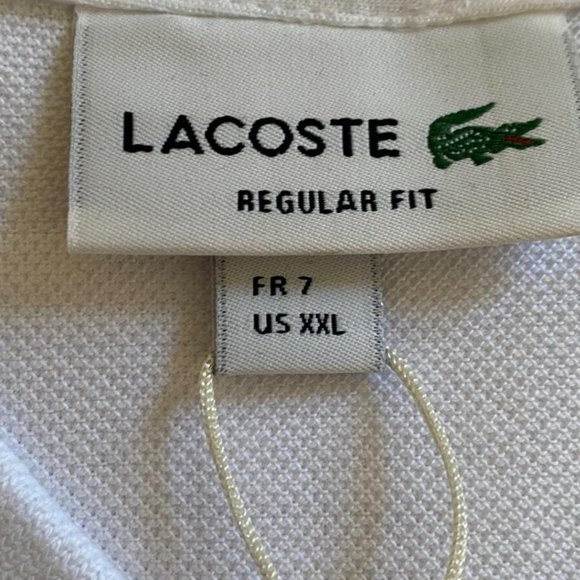 LACOSTE
REGULAR FIT
FR 7
US XXL